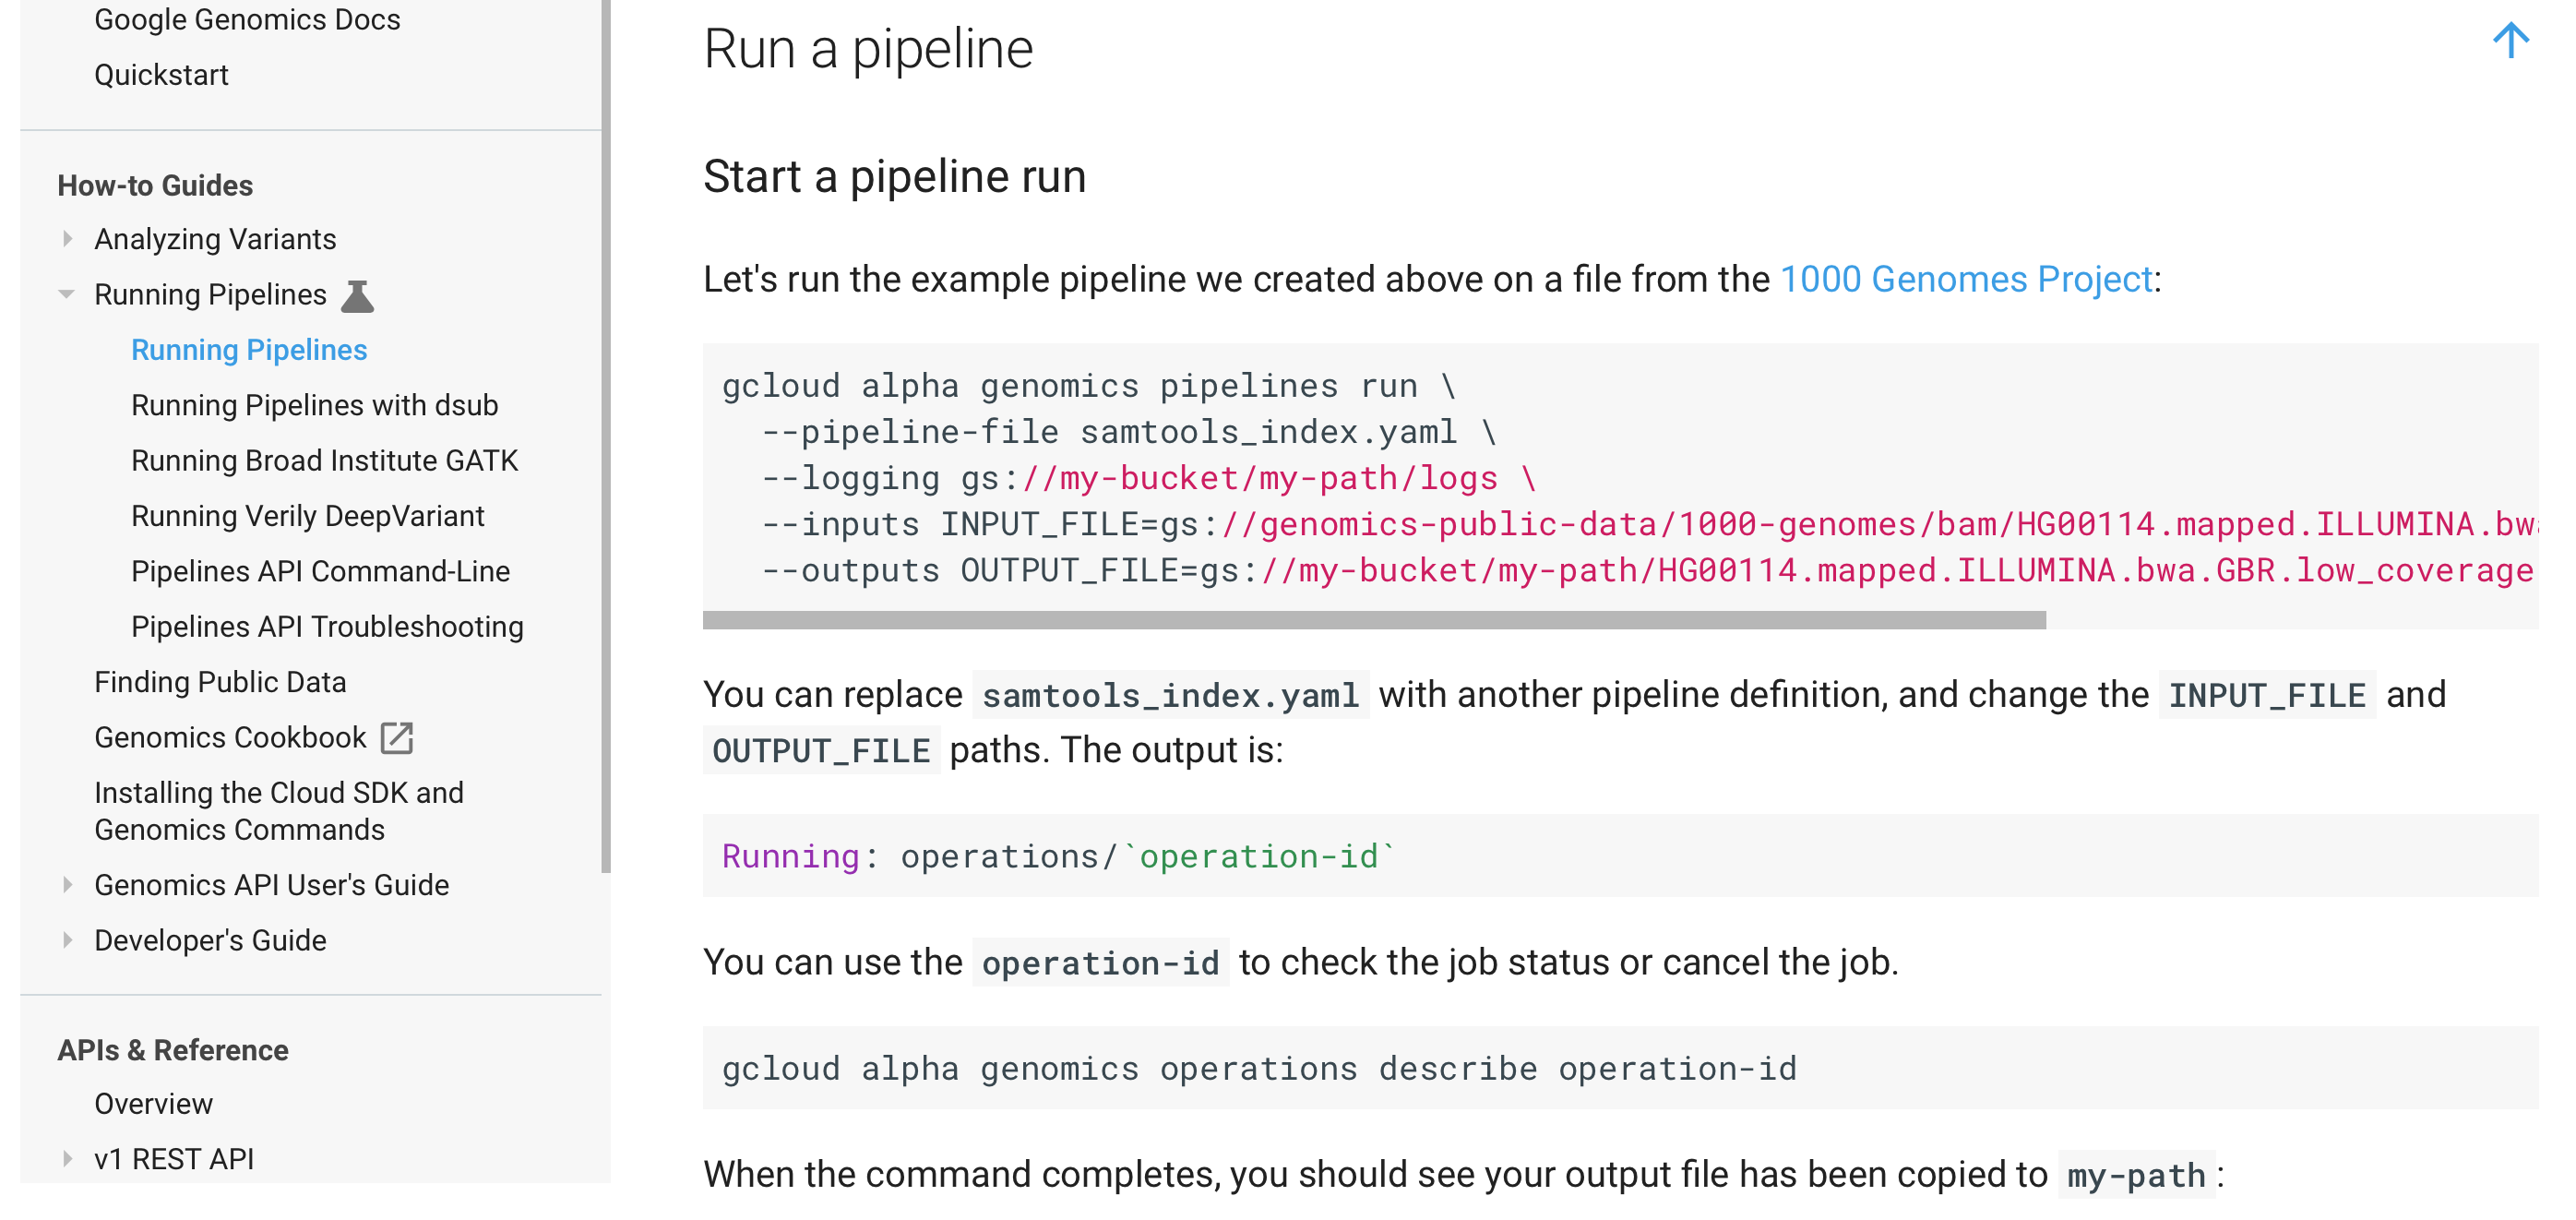 Google Genomics Docs
Quickstart
How-to Guides
Analyzing Variants
Running Pipelines
Running Pipelines
Running Pipelines with dsub
Running Broad Institute GATK
Running Verily DeepVariant
Pipelines API Command-Line
Pipelines API Troubleshooting
Finding Public Data
Genomics Cookbook
Installing the Cloud SDK and
Genomics Commands
Genomics API User's Guide
Developer's Guide
APIs & Reference
Overview
v1 REST API
Run a pipeline
Start a pipeline run
Let's run the example pipeline we created above on a file from the 1000 Genomes Project:
gcloud alpha genomics pipelines run \
--pipeline-file samtools_index.yaml \
--logging gs://my-bucket/my-path/logs \
--inputs INPUT_FILE=gs://genomics-public-data/1000-genomes/bam/HG00114.mapped.ILLUMINA.bwa
--outputs OUTPUT_FILE=gs://my-bucket/my-path/HG00114.mapped.ILLUMINA.bwa.GBR.low_coverage
You can replace samtools_index.yaml with another pipeline definition, and change the INPUT_FILE and
OUTPUT_FILE paths. The output is:
Running: operations/`operation-id`
You can use the operation-id to check the job status or cancel the job.
gcloud alpha genomics operations describe operation-id
When the command completes, you should see your output file has been copied to my-path: